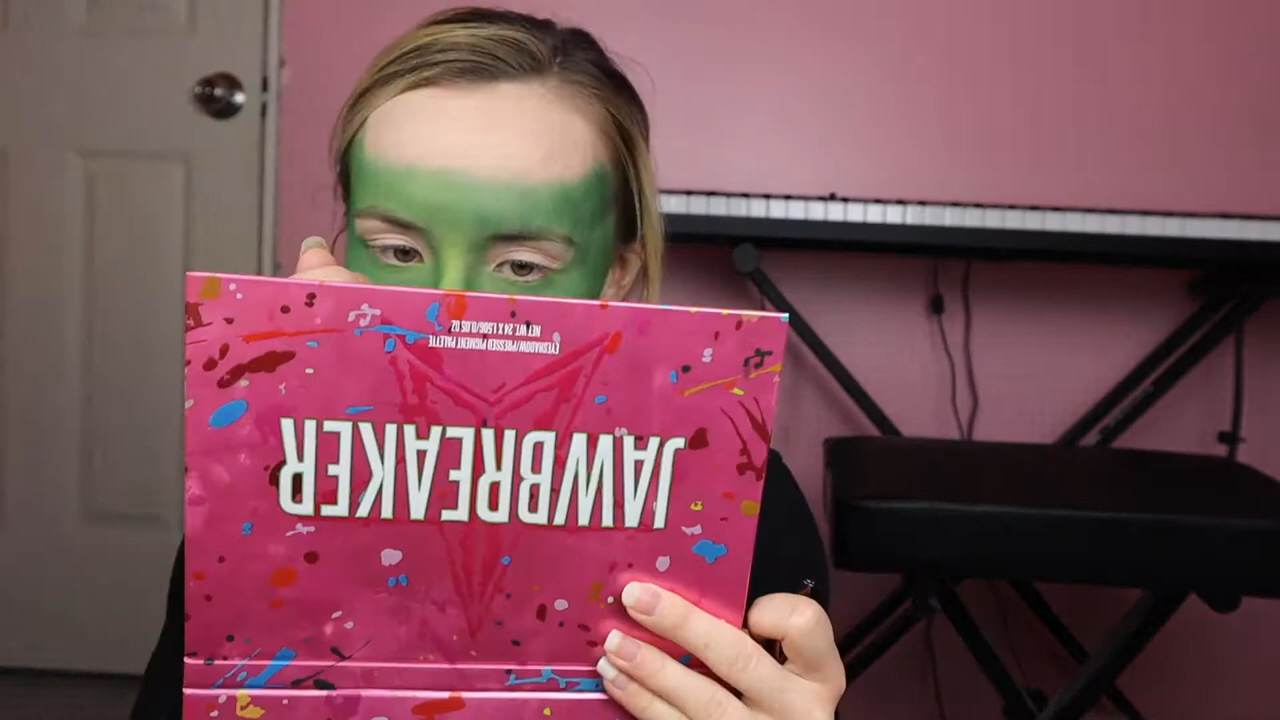 JAWBREAKER
EYESHADOW/PRESSED PIGMENT PALETTE
NET WT. 24 X 1.50G/0.05 OZ